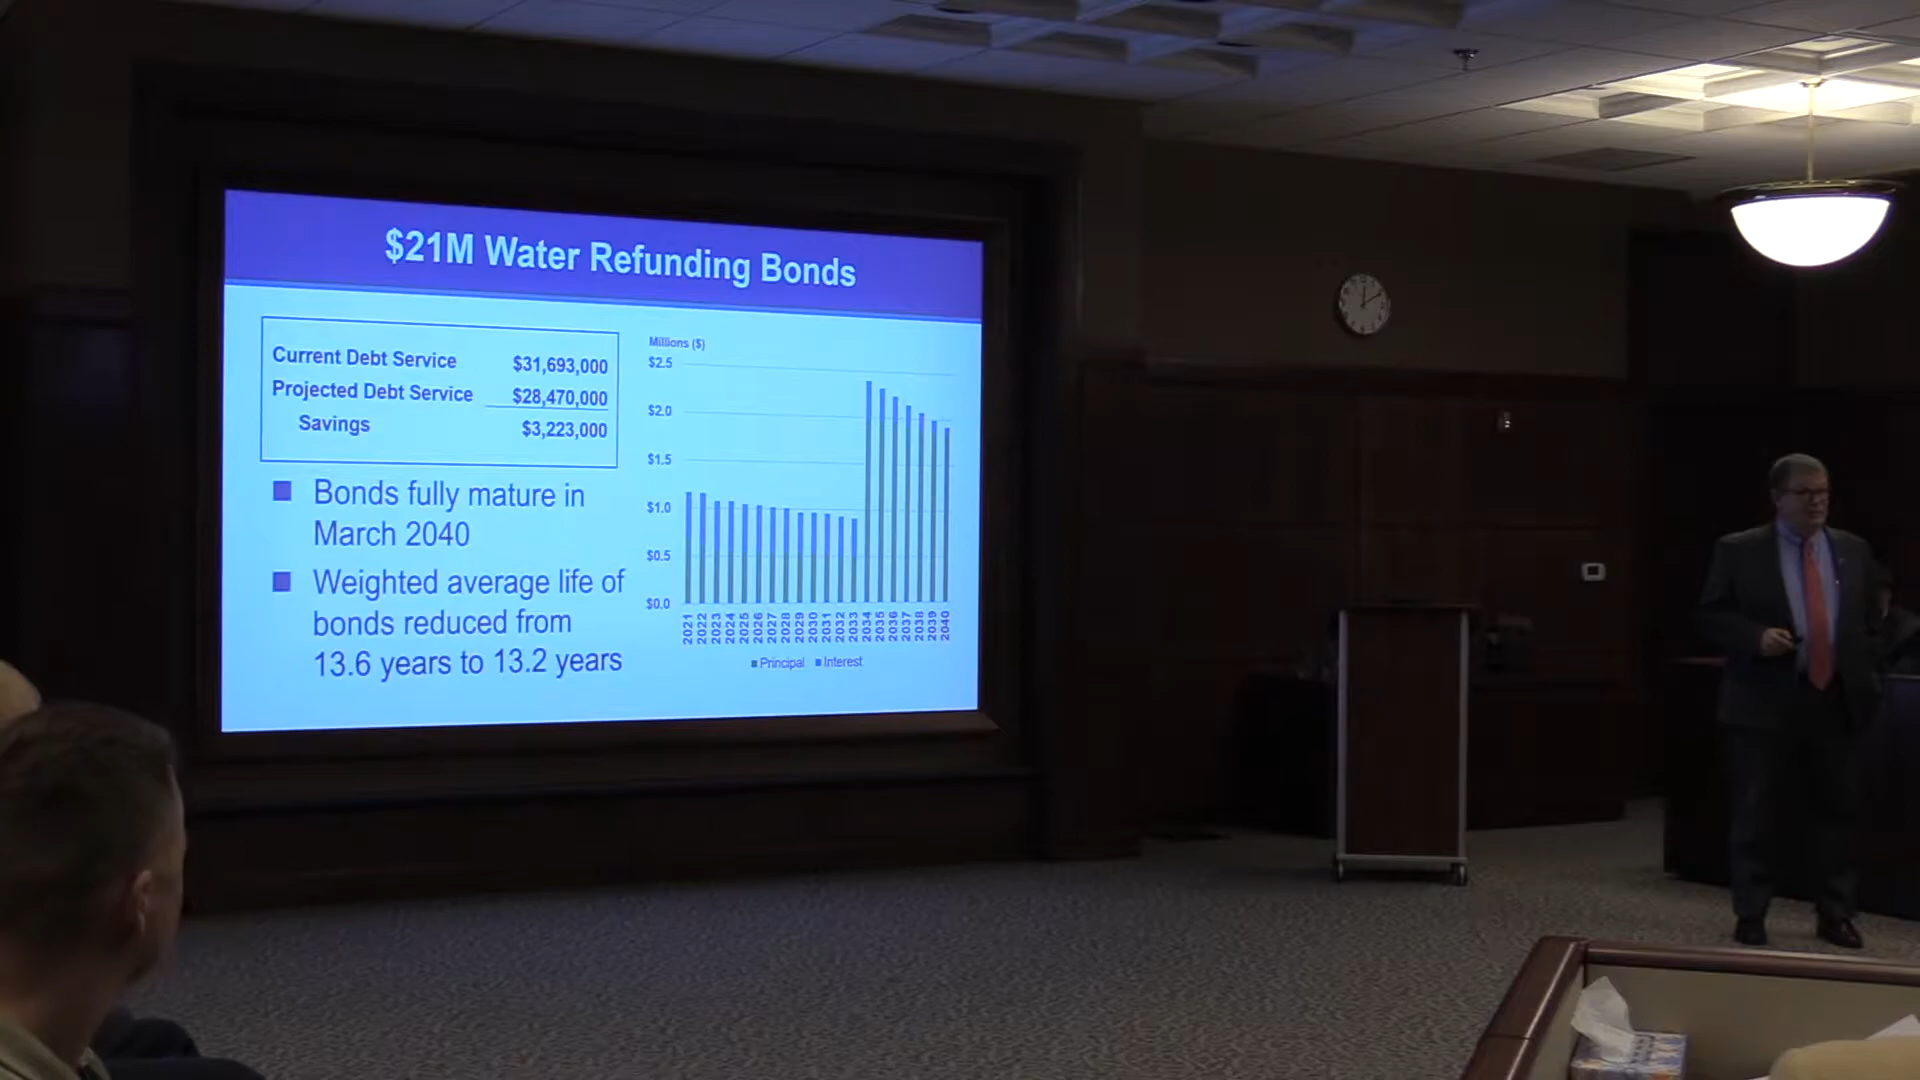 $21M Water Refunding Bonds
Current Debt Service $31,693,000
Projected Debt Service $28,470,000
Savings $3,223,000
Bonds fully mature in
March 2040
Weighted average life of
bonds reduced from
13.6 years to 13.2 years
Millions ($)
$2.5
$2.0
$1.5
$1.0
$0.5
$0.0
2021 2022 2023 2024 2025 2026 2027 2028 2029 2030 2031 2032 2033 2034 2035 2036 2037 2038 2039 2040
Principal Interest